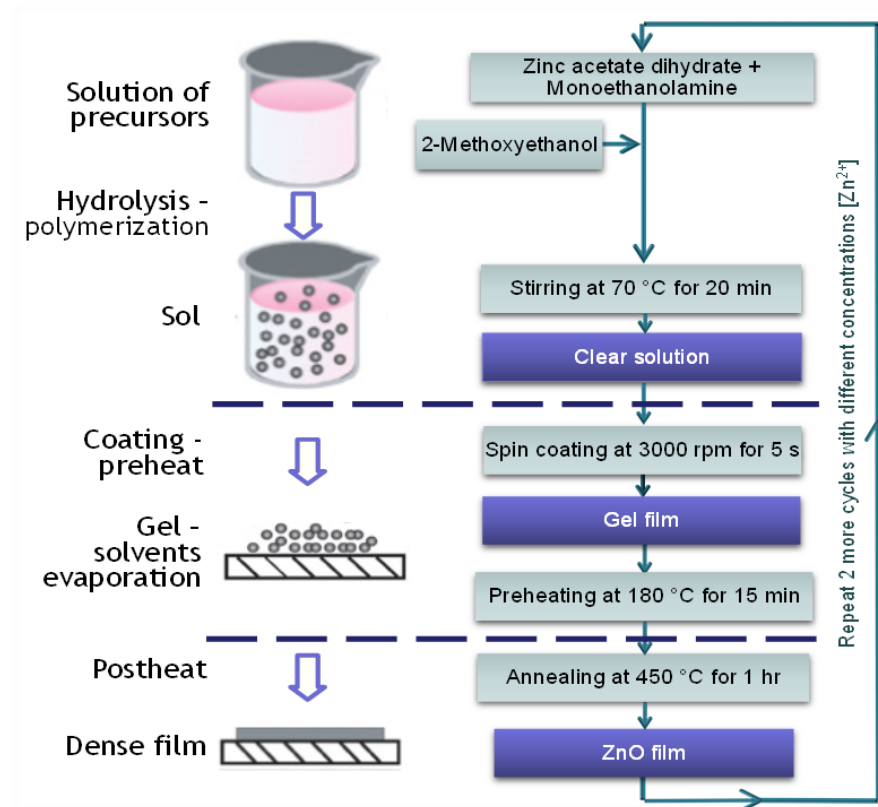 Solution of
precursors
Zinc acetate dihydrate +
Monoethanolamine
2-Methoxyethanol
Hydrolysis -
polymerization
Sol
Stirring at 70 °C for 20 min
Clear solution
Coating -
preheat
Spin coating at 3000 rpm for 5 s
Gel film
Gel -
solvents
evaporation
Preheating at 180 °C for 15 min
Postheat
Annealing at 450 °C for 1 hr
Dense film
ZnO film
Repeat 2 more cycles with different concentrations [Zn²⁺]